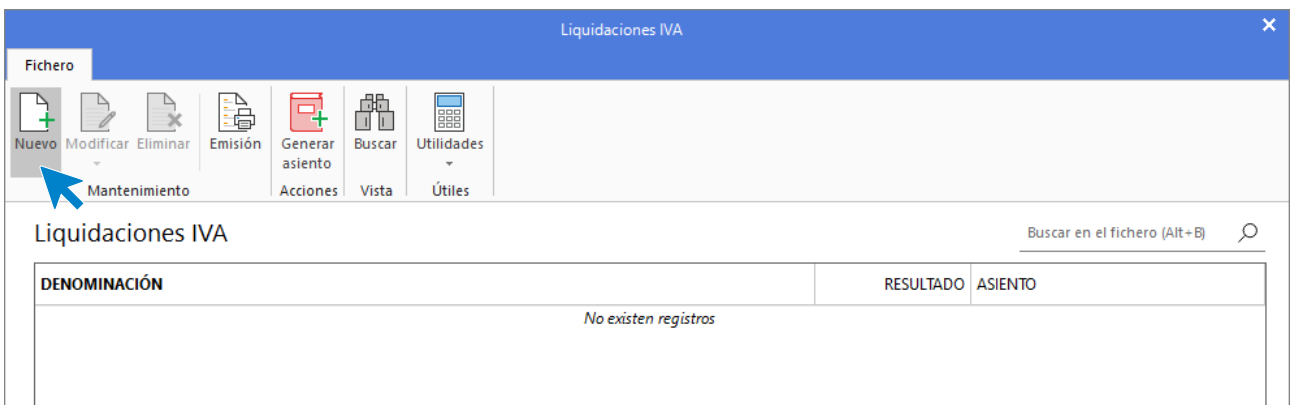 Liquidaciones IVA
Fichero
Nuevo Modificar Eliminar Emisión Generar asiento Buscar Utilidades
Mantenimiento Acciones Vista Útiles
Liquidaciones IVA
Buscar en el fichero (Alt+B)
DENOMINACIÓN RESULTADO ASIENTO
No existen registros